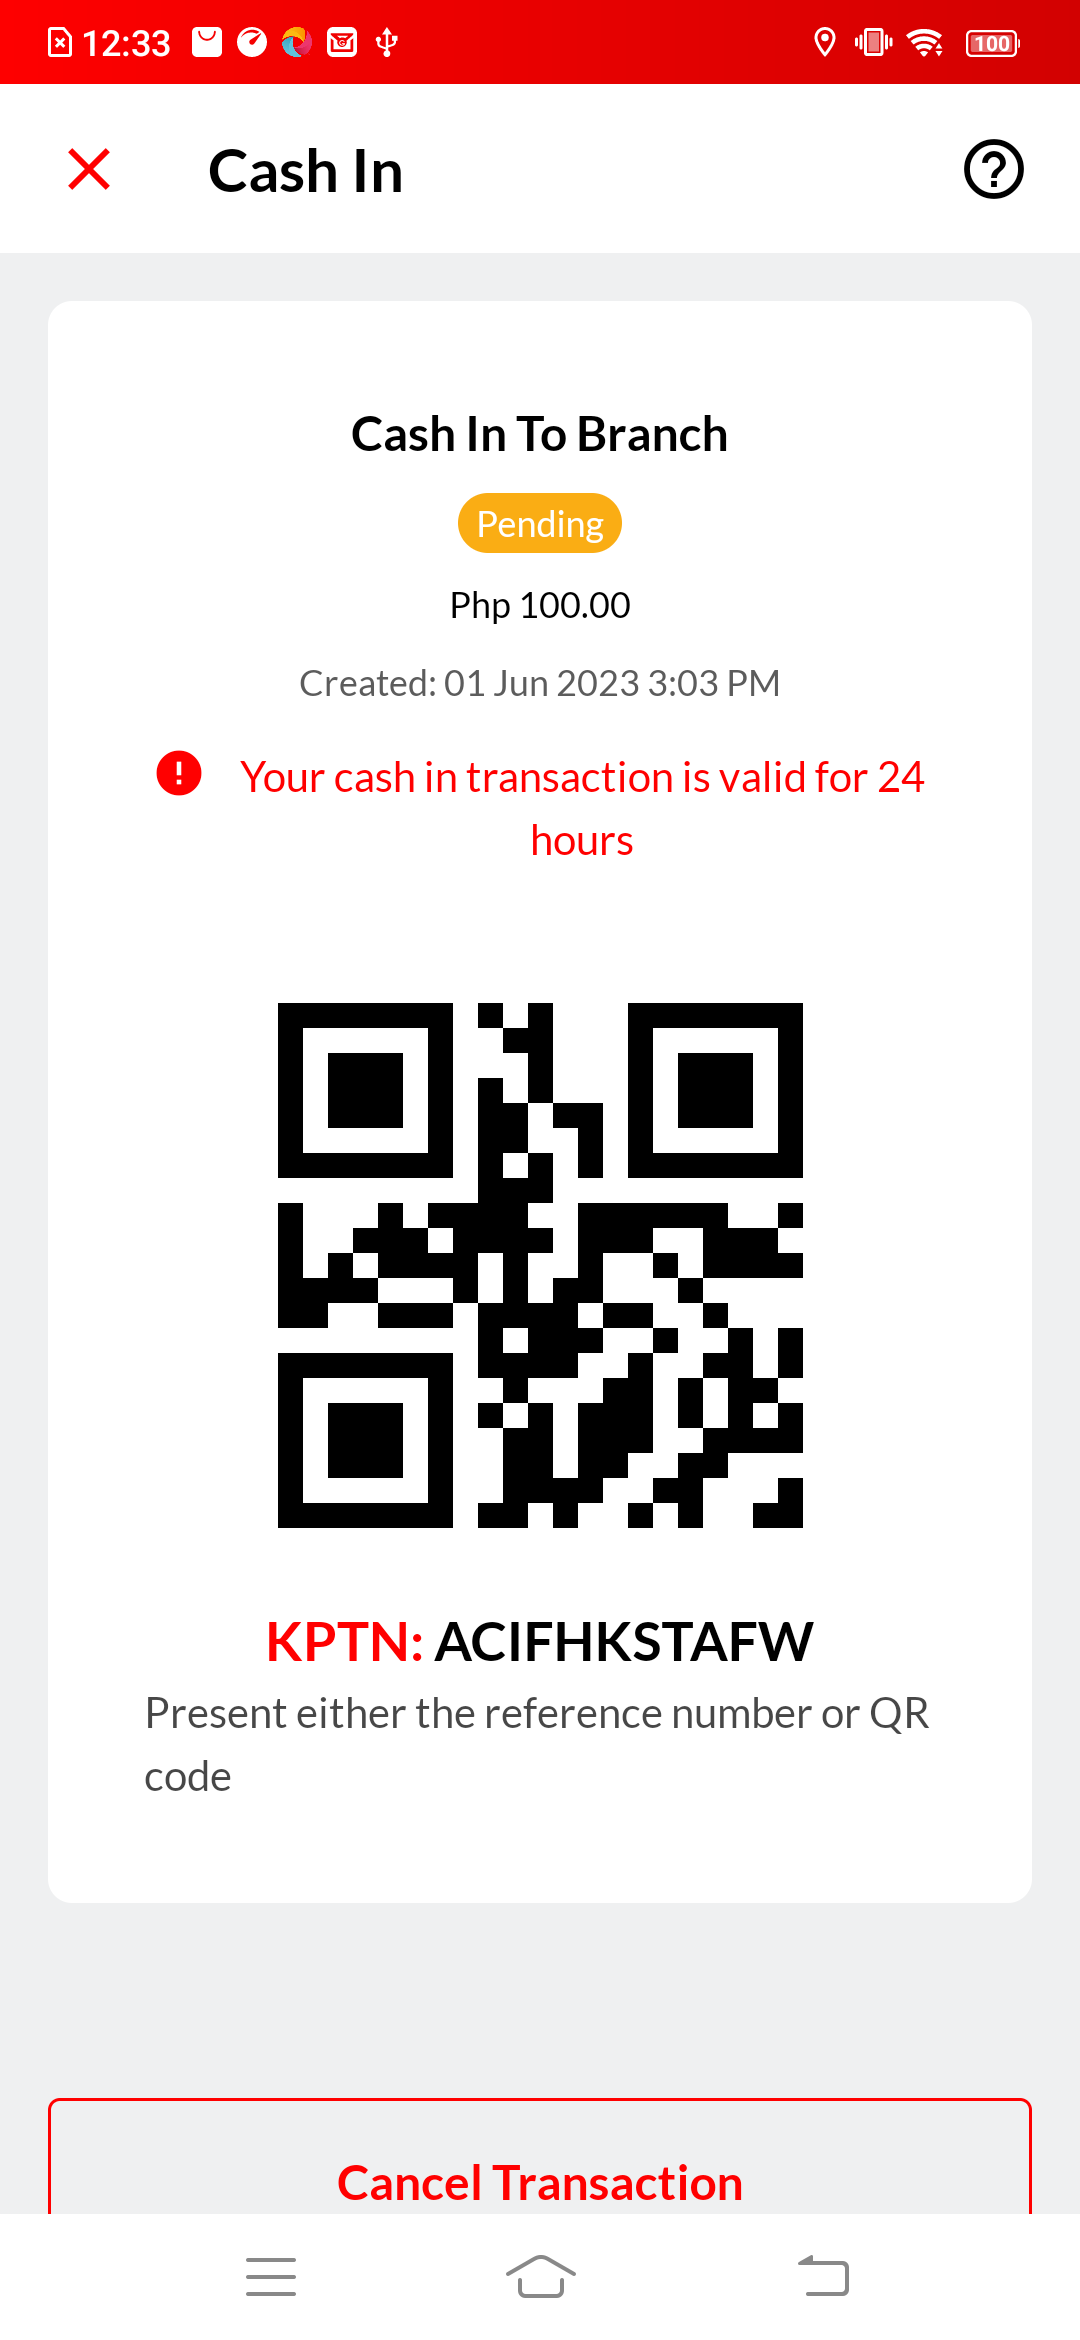 12:33
100
Cash In
Cash In To Branch
Pending
Php 100.00
Created: 01 Jun 2023 3:03 PM
Your cash in transaction is valid for 24
hours
KPTN: ACIFHKSTAFW
Present either the reference number or QR
code
Cancel Transaction